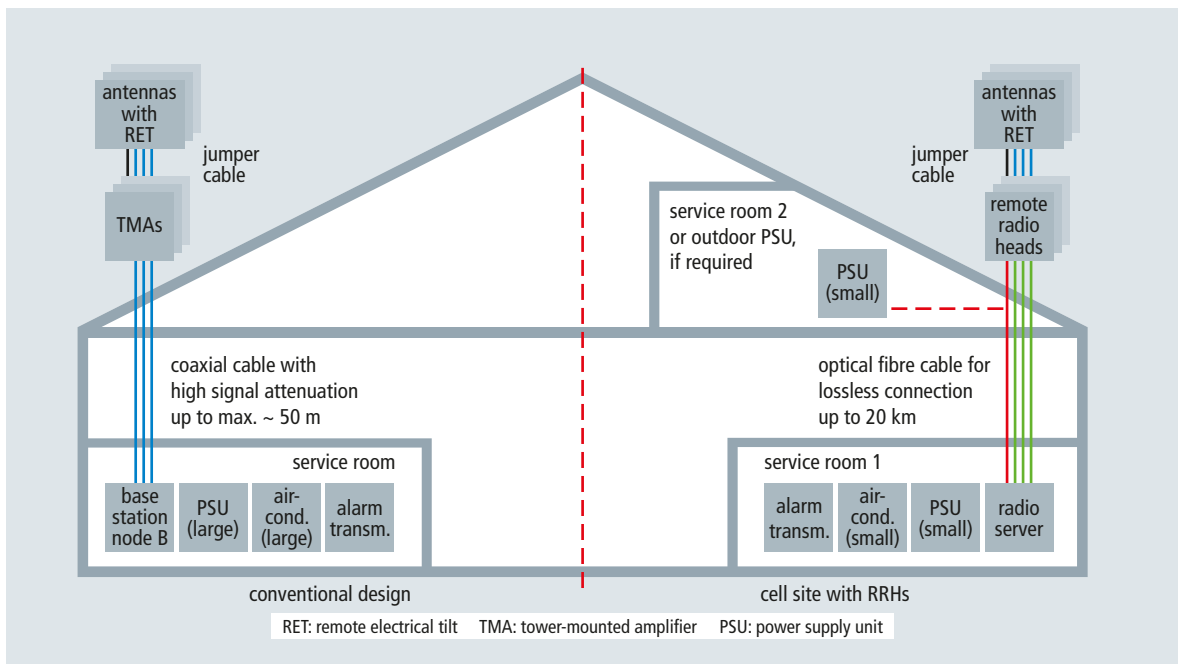 antennas
with
RET
jumper
cable
TMAs
coaxial cable with
high signal attenuation
up to max. ~ 50 m
service room
base
station
node B
PSU
(large)
air-
cond.
(large)
alarm
transm.
conventional design
antennas
with
RET
jumper
cable
remote
radio
heads
service room 2
or outdoor PSU,
if required
PSU
(small)
optical fibre cable for
lossless connection
up to 20 km
service room 1
alarm
transm.
air-
cond.
(small)
PSU
(small)
radio
server
cell site with RRHs
RET: remote electrical tilt TMA: tower-mounted amplifier PSU: power supply unit